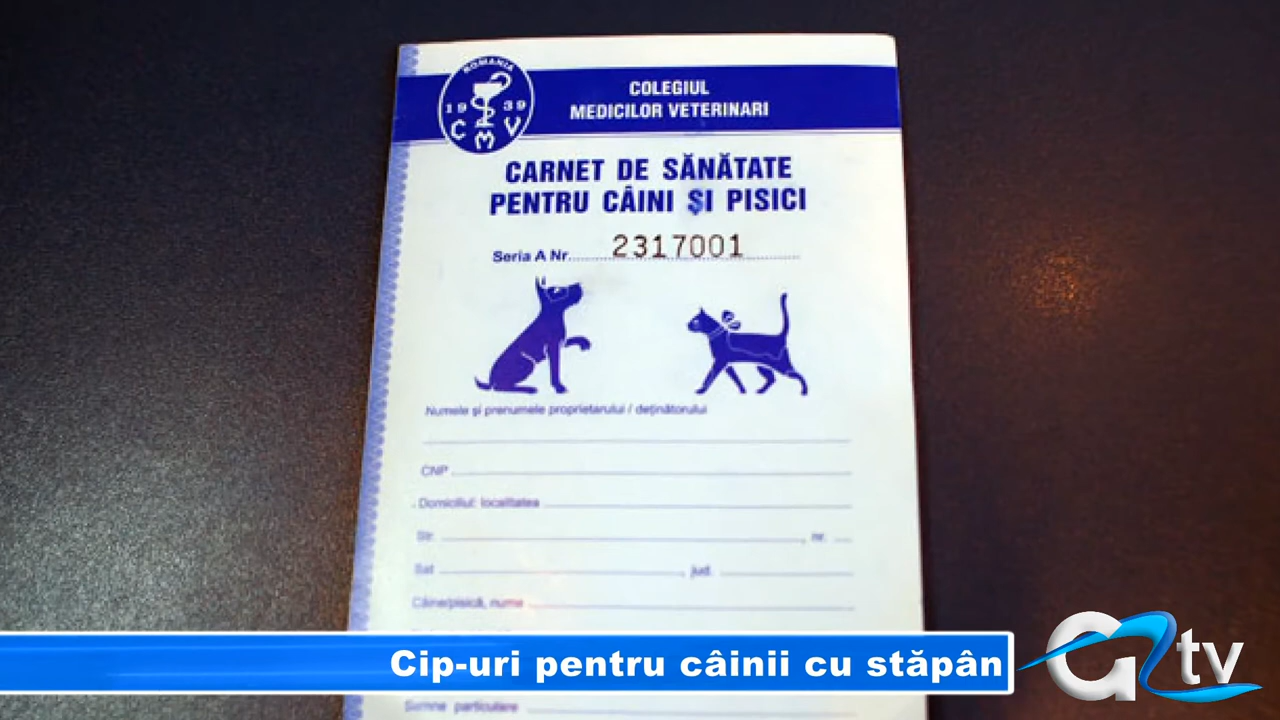 ROMANIA
1939
CMV
COLEGIUL
MEDICILOR VETERINARI
CARNET DE SĂNĂTATE
PENTRU CÂINI ȘI PISICI
Seria A Nr. 2317001
Numele și prenumele proprietarului / deținătorului
CNP
Domiciliul: localitatea
Str. , nr.
Sat , jud.
Câine/pisică, nume
Cip-uri pentru câinii cu stăpân
a2 tv
Semne particulare